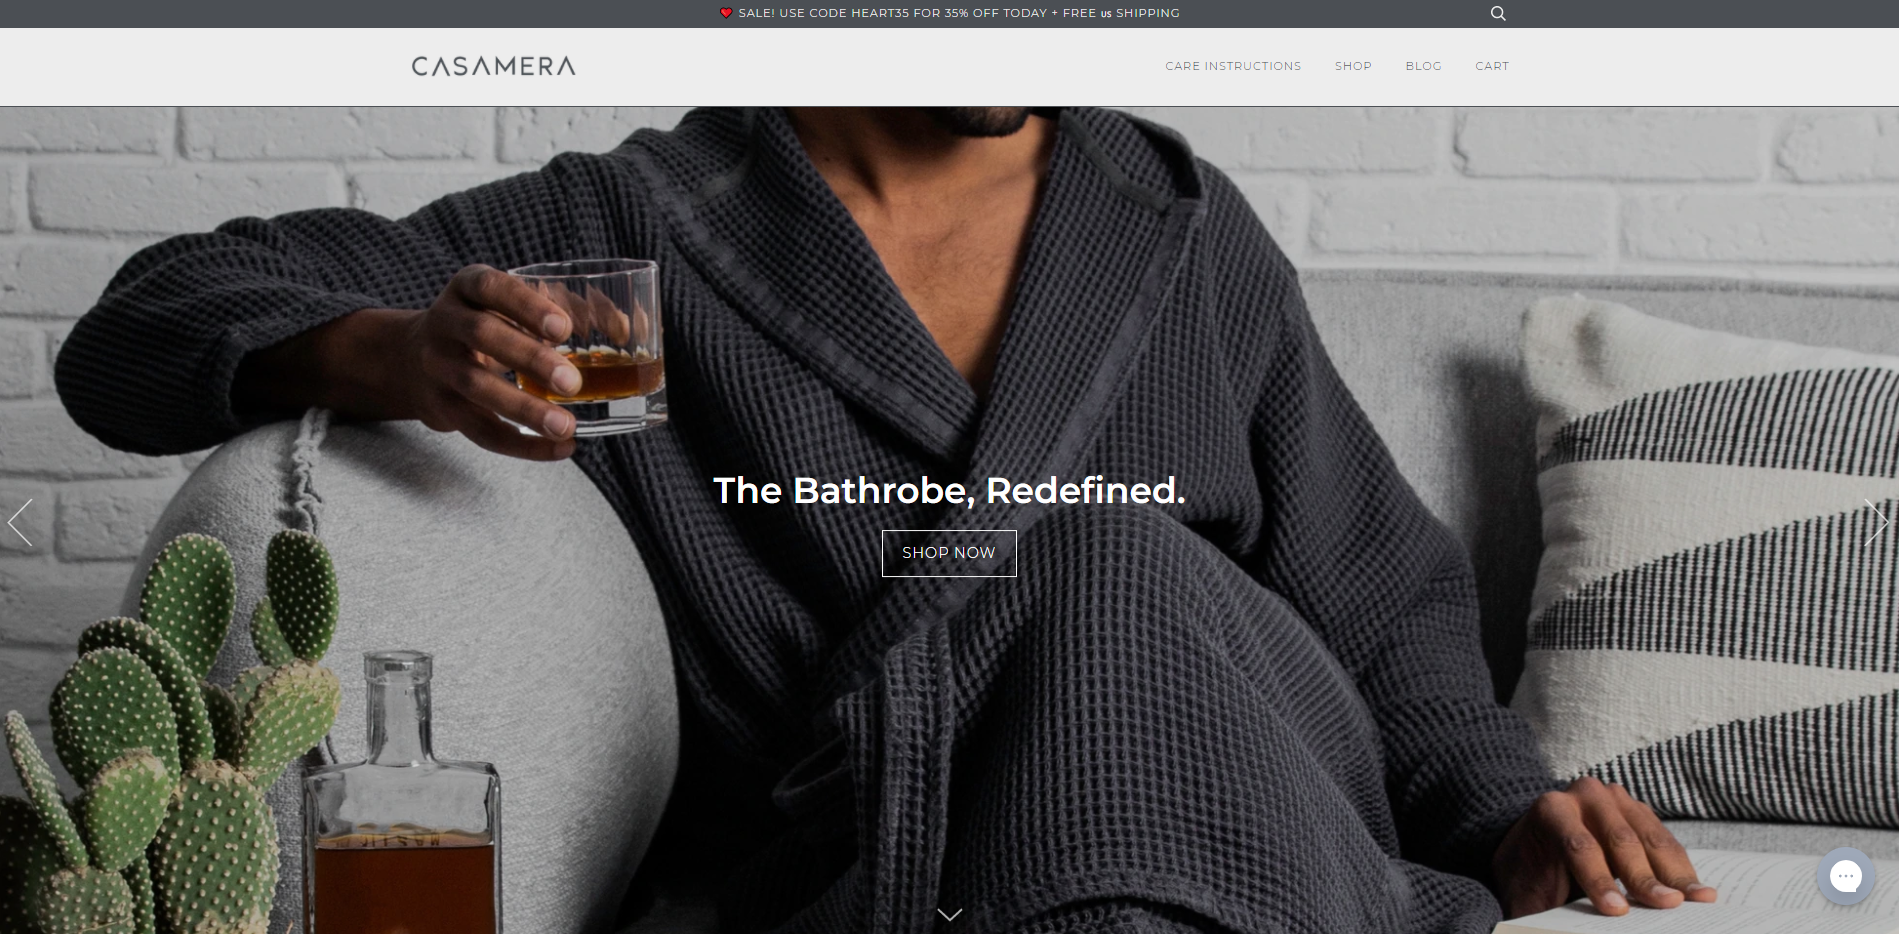 ❤️ SALE! USE CODE HEART35 FOR 35% OFF TODAY + FREE us SHIPPING
CASAMERA
CARE INSTRUCTIONS SHOP BLOG CART
The Bathrobe, Redefined.
SHOP NOW